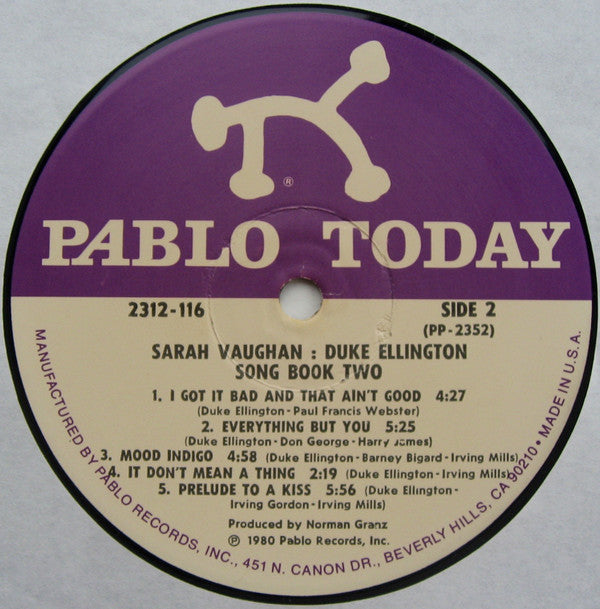 ®
PABLO TODAY
2312-116 SIDE 2
(PP-2352)
SARAH VAUGHAN : DUKE ELLINGTON
SONG BOOK TWO
1. I GOT IT BAD AND THAT AIN'T GOOD 4:27
(Duke Ellington-Paul Francis Webster)
2. EVERYTHING BUT YOU 5:25
(Duke Ellington-Don George-Harry James)
3. MOOD INDIGO 4:58 (Duke Ellington-Barney Bigard-Irving Mills)
4. IT DON'T MEAN A THING 2:19 (Duke Ellington-Irving Mills)
5. PRELUDE TO A KISS 5:56 (Duke Ellington-
Irving Gordon-Irving Mills)
Produced by Norman Granz
℗ 1980 Pablo Records, Inc.
MANUFACTURED BY PABLO RECORDS, INC., 451 N. CANON DR., BEVERLY HILLS, CA 90210 • MADE IN U.S.A.